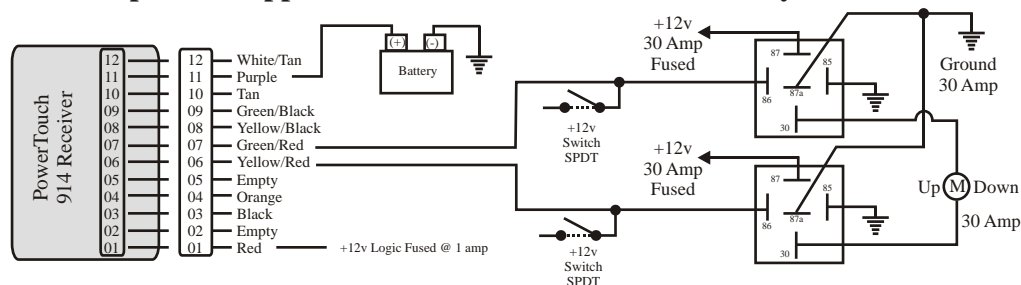 PowerTouch
914 Receiver
12
11
10
09
08
07
06
05
04
03
02
01
12 White/Tan
11 Purple
10 Tan
09 Green/Black
08 Yellow/Black
07 Green/Red
06 Yellow/Red
05 Empty
04 Orange
03 Black
02 Empty
01 Red
+12v Logic Fused @ 1 amp
(+) (-)
Battery
+12v
Switch
SPDT
+12v
Switch
SPDT
+12v
30 Amp
Fused
87
85
86
87a
30
Ground
30 Amp
+12v
30 Amp
Fused
87
85
86
87a
30
Up M Down
30 Amp